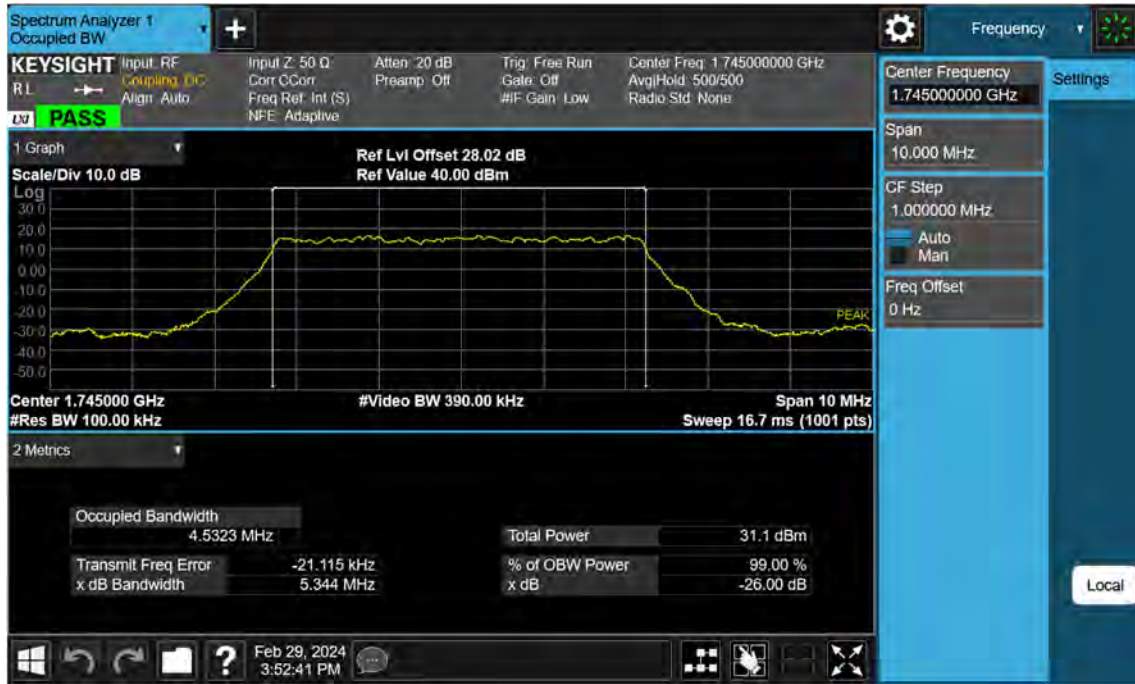 Spectrum Analyzer 1
Occupied BW
+
Frequency
KEYSIGHT Input: RF Input Z: 50 Ω Atten: 20 dB Trig: Free Run Center Freq: 1.745000000 GHz
RL Coupling: DC Corr CCorr Preamp: Off Gate: Off Avg|Hold: 500/500
Align: Auto Freq Ref: Int (S) #IF Gain: Low Radio Std: None
LXI PASS NFE: Adaptive
1 Graph
Ref Lvl Offset 28.02 dB
Scale/Div 10.0 dB Ref Value 40.00 dBm
Log
30.0
20.0
10.0
0.00
-10.0
-20.0
PEAK
-30.0
-40.0
-50.0
Center 1.745000 GHz #Video BW 390.00 kHz Span 10 MHz
#Res BW 100.00 kHz Sweep 16.7 ms (1001 pts)
2 Metrics
Occupied Bandwidth
4.5323 MHz
Total Power 31.1 dBm
Transmit Freq Error -21.115 kHz % of OBW Power 99.00 %
x dB Bandwidth 5.344 MHz x dB -26.00 dB
?
Feb 29, 2024
3:52:41 PM
Center Frequency
1.745000000 GHz
Settings
Span
10.000 MHz
CF Step
1.000000 MHz
Auto
Man
Freq Offset
0 Hz
Local